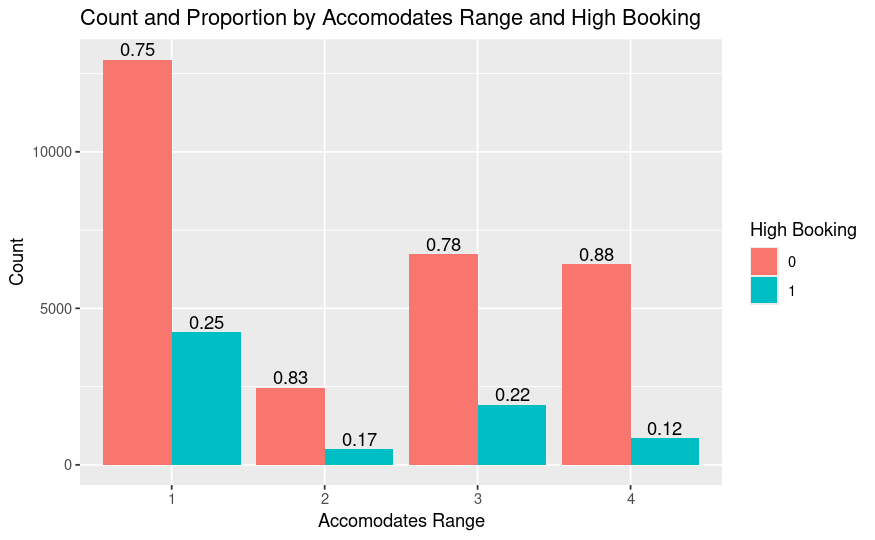 Count and Proportion by Accomodates Range and High Booking
0.75
0.25
0.83
0.17
0.78
0.22
0.88
0.12
10000
5000
0
Count
1 2 3 4
Accomodates Range
High Booking
0
1